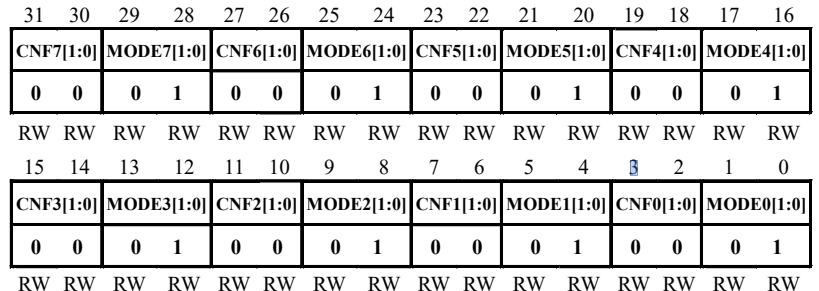 31 30 29 28 27 26 25 24 23 22 21 20 19 18 17 16
CNF7[1:0] MODE7[1:0] CNF6[1:0] MODE6[1:0] CNF5[1:0] MODE5[1:0] CNF4[1:0] MODE4[1:0]
0 0 0 1 0 0 0 1 0 0 0 1 0 0 0 1
RW RW RW RW RW RW RW RW RW RW RW RW RW RW RW RW
15 14 13 12 11 10 9 8 7 6 5 4 3 2 1 0
CNF3[1:0] MODE3[1:0] CNF2[1:0] MODE2[1:0] CNF1[1:0] MODE1[1:0] CNF0[1:0] MODE0[1:0]
0 0 0 1 0 0 0 1 0 0 0 1 0 0 0 1
RW RW RW RW RW RW RW RW RW RW RW RW RW RW RW RW